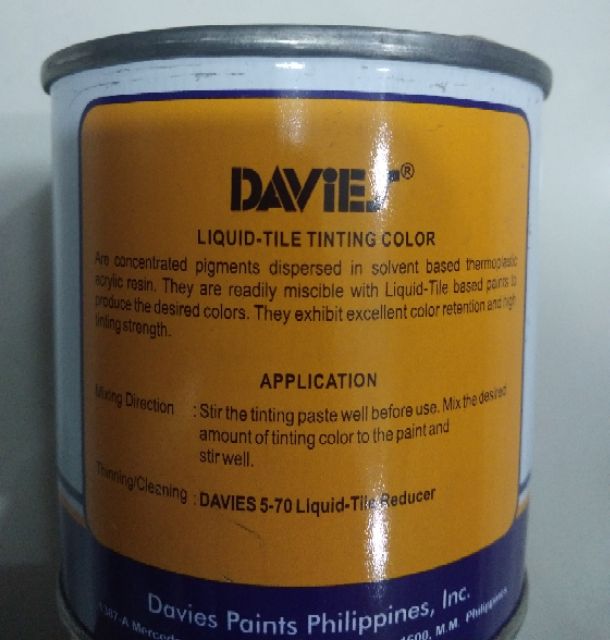 DAVIES®
LIQUID-TILE TINTING COLOR
Are concentrated pigments dispersed in solvent based thermoplastic
acrylic resin. They are readily miscible with Liquid-Tile based paints to
produce the desired colors. They exhibit excellent color retention and high
tinting strength.
APPLICATION
Mixing Direction : Stir the tinting paste well before use. Mix the desired
amount of tinting color to the paint and
stir well.
Thinning/Cleaning : DAVIES 5-70 Liquid-Tile Reducer
Davies Paints Philippines, Inc.
M.M. Philippines